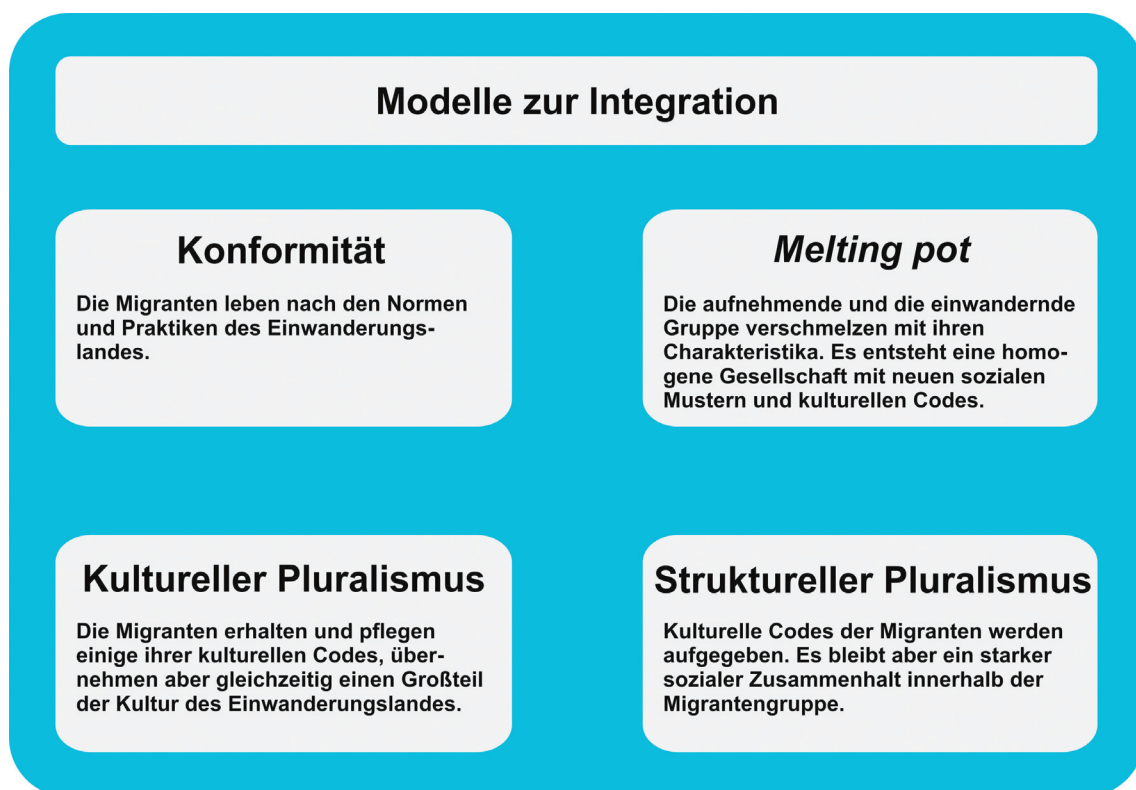 Modelle zur Integration
Konformität
Die Migranten leben nach den Normen
und Praktiken des Einwanderungs-
landes.
Melting pot
Die aufnehmende und die einwandernde
Gruppe verschmelzen mit ihren
Charakteristika. Es entsteht eine homo-
gene Gesellschaft mit neuen sozialen
Mustern und kulturellen Codes.
Kultureller Pluralismus
Die Migranten erhalten und pflegen
einige ihrer kulturellen Codes, über-
nehmen aber gleichzeitig einen Großteil
der Kultur des Einwanderungslandes.
Struktureller Pluralismus
Kulturelle Codes der Migranten werden
aufgegeben. Es bleibt aber ein starker
sozialer Zusammenhalt innerhalb der
Migrantengruppe.